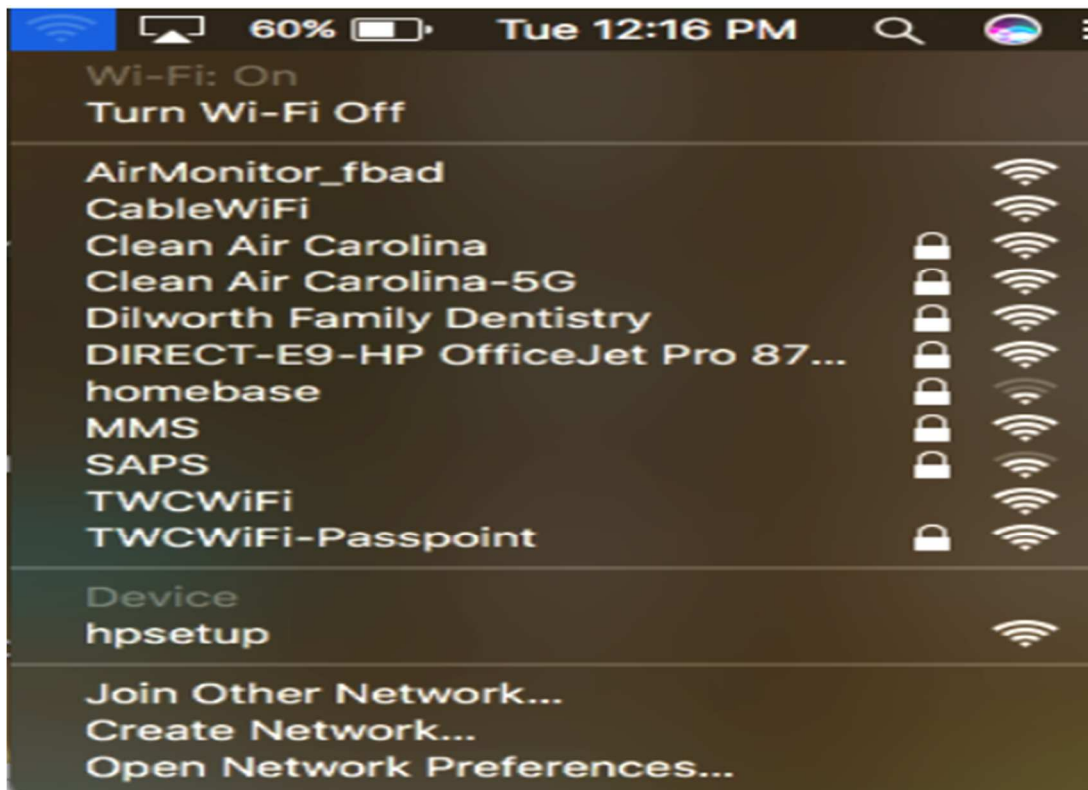 60% Tue 12:16 PM
Wi-Fi: On
Turn Wi-Fi Off
AirMonitor_fbad
CableWiFi
Clean Air Carolina
Clean Air Carolina-5G
Dilworth Family Dentistry
DIRECT-E9-HP OfficeJet Pro 87...
homebase
MMS
SAPS
TWCWiFi
TWCWiFi-Passpoint
Device
hpsetup
Join Other Network...
Create Network...
Open Network Preferences...